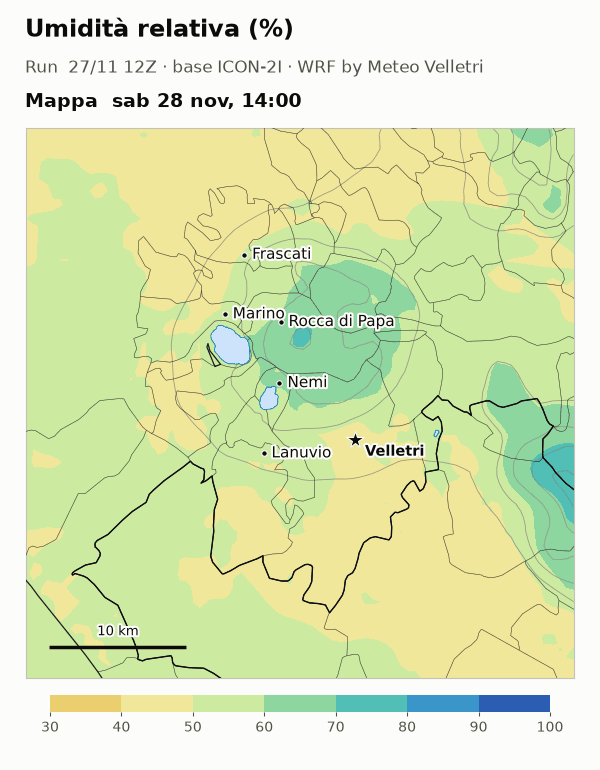 Umidità relativa (%)
Run  27/11 12Z · base ICON-2I · WRF by Meteo Velletri
Mappa  sab 28 nov, 14:00
Frascati
Marino
Rocca di Papa
Nemi
Velletri
Lanuvio
10 km
30 40 50 60 70 80 90 100